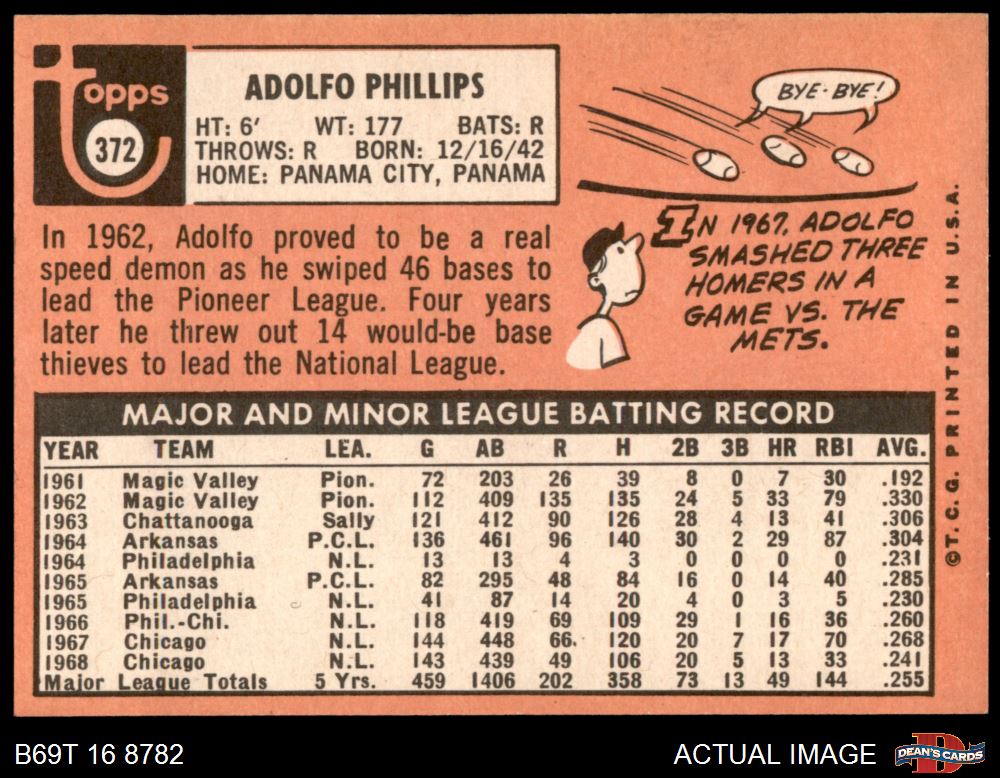 topps
372
ADOLFO PHILLIPS
HT: 6' WT: 177 BATS: R
THROWS: R BORN: 12/16/42
HOME: PANAMA CITY, PANAMA
BYE-BYE!
In 1962, Adolfo proved to be a real
speed demon as he swiped 46 bases to
lead the Pioneer League. Four years
later he threw out 14 would-be base
thieves to lead the National League.
IN 1967, ADOLFO
SMASHED THREE
HOMERS IN A
GAME VS. THE
METS.
©T.C.G. PRINTED IN U.S.A.
MAJOR AND MINOR LEAGUE BATTING RECORD
YEAR TEAM LEA. G AB R H 2B 3B HR RBI AVG.
1961 Magic Valley Pion. 72 203 26 39 8 0 7 30 .192
1962 Magic Valley Pion. 112 409 135 135 24 5 33 79 .330
1963 Chattanooga Sally 121 412 90 126 28 4 13 41 .306
1964 Arkansas P.C.L. 136 461 96 140 30 2 29 87 .304
1964 Philadelphia N.L. 13 13 4 3 0 0 0 0 .231
1965 Arkansas P.C.L. 82 295 48 84 16 0 14 40 .285
1965 Philadelphia N.L. 41 87 14 20 4 0 3 5 .230
1966 Phil.-Chi. N.L. 118 419 69 109 29 1 16 36 .260
1967 Chicago N.L. 144 448 66. 120 20 7 17 70 .268
1968 Chicago N.L. 143 439 49 106 20 5 13 33 .241
Major League Totals 5 Yrs. 459 1406 202 358 73 13 49 144 .255
B69T 16 8782
ACTUAL IMAGE
DEAN'S CARDS